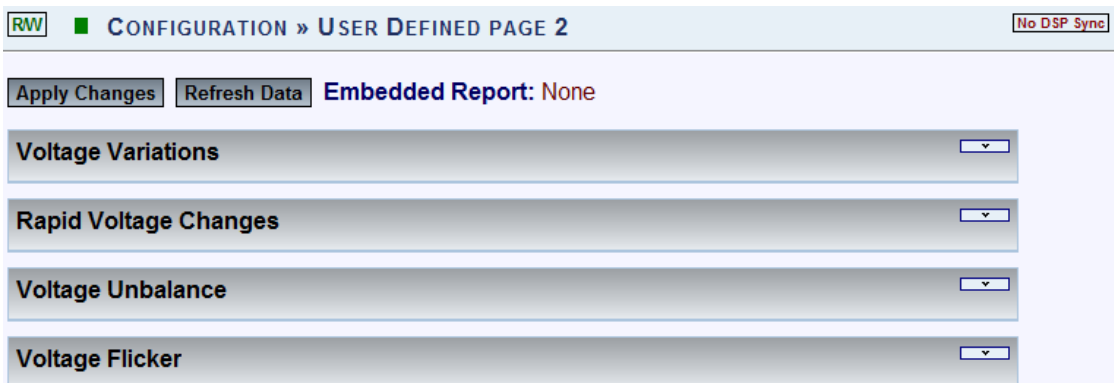 R/W CONFIGURATION » USER DEFINED PAGE 2 No DSP Sync
Apply Changes Refresh Data Embedded Report: None
Voltage Variations
Rapid Voltage Changes
Voltage Unbalance
Voltage Flicker